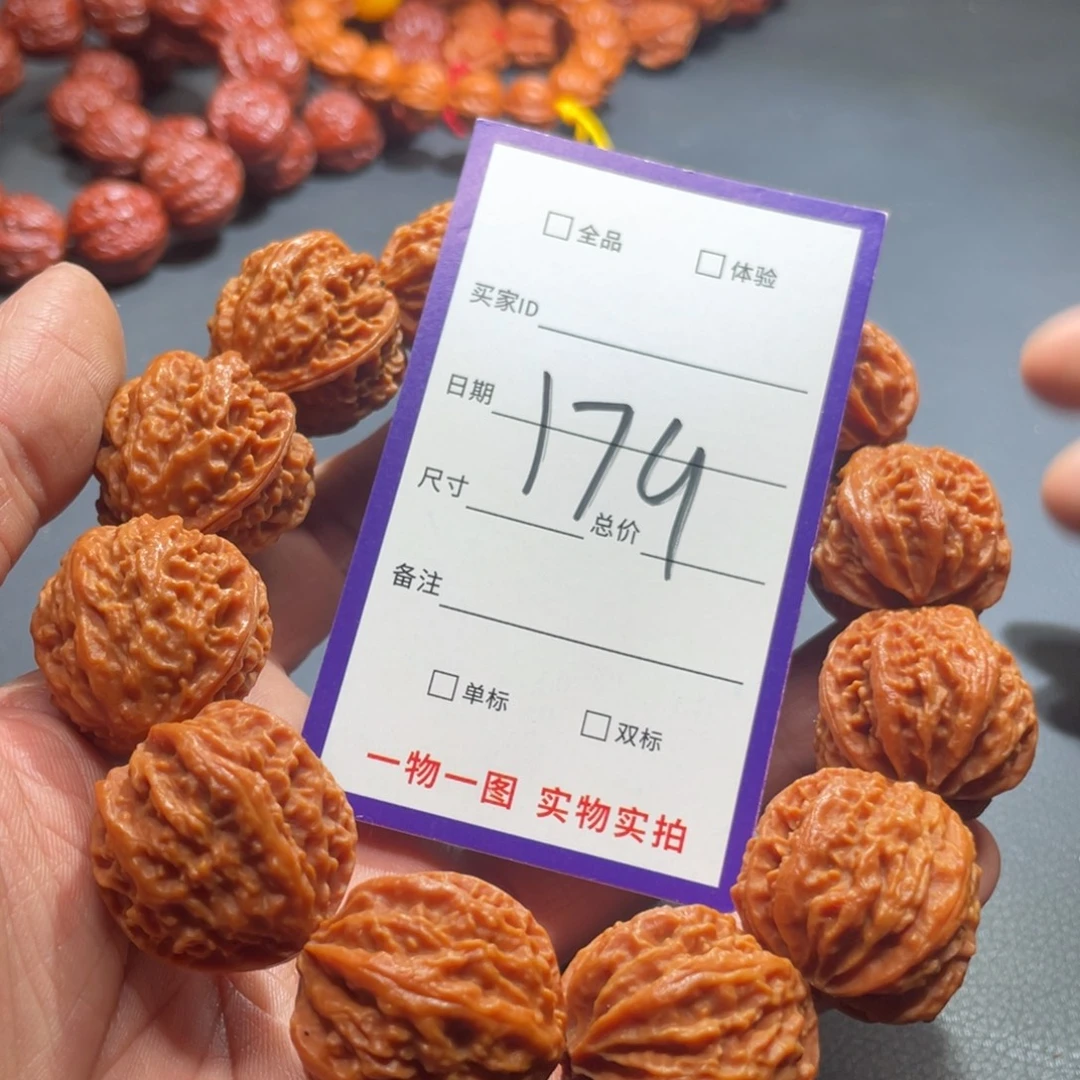 □全品 □体验
买家ID
日期
179
尺寸 总价
备注
□单标 □双标
一物一图 实物实拍